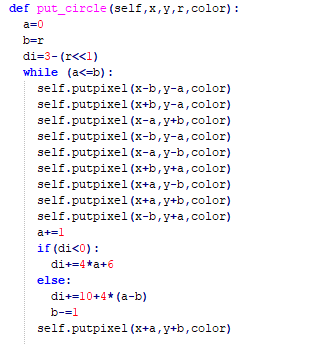 def put_circle(self,x,y,r,color):
a=0
b=r
di=3-(r<<1)
while (a<=b):
self.putpixel(x-b,y-a,color)
self.putpixel(x+b,y-a,color)
self.putpixel(x-a,y+b,color)
self.putpixel(x-b,y-a,color)
self.putpixel(x-a,y-b,color)
self.putpixel(x+b,y+a,color)
self.putpixel(x+a,y-b,color)
self.putpixel(x+a,y+b,color)
self.putpixel(x-b,y+a,color)
a+=1
if(di<0):
di+=4*a+6
else:
di+=10+4*(a-b)
b-=1
self.putpixel(x+a,y+b,color)